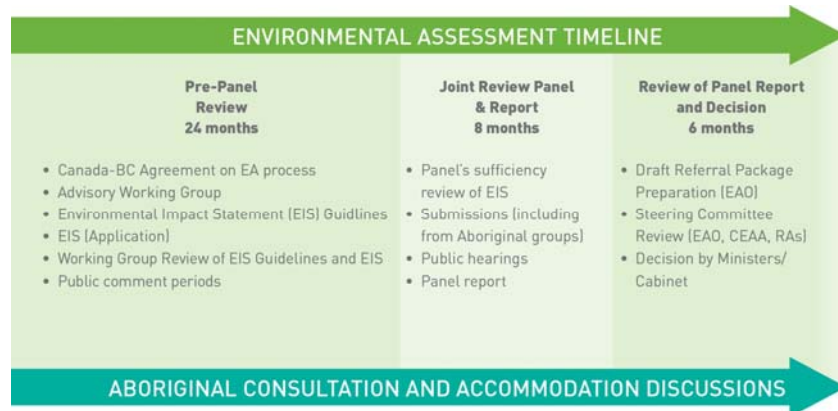 ENVIRONMENTAL ASSESSMENT TIMELINE
Pre-Panel
Review
24 months
• Canada-BC Agreement on EA process
• Advisory Working Group
• Environmental Impact Statement (EIS) Guidlines
• EIS (Application)
• Working Group Review of EIS Guidelines and EIS
• Public comment periods
Joint Review Panel
& Report
8 months
• Panel's sufficiency
review of EIS
• Submissions (including
from Aboriginal groups)
• Public hearings
• Panel report
Review of Panel Report
and Decision
6 months
• Draft Referral Package
Preparation (EAO)
• Steering Committee
Review (EAO, CEAA, RAs)
• Decision by Ministers/
Cabinet
ABORIGINAL CONSULTATION AND ACCOMMODATION DISCUSSIONS